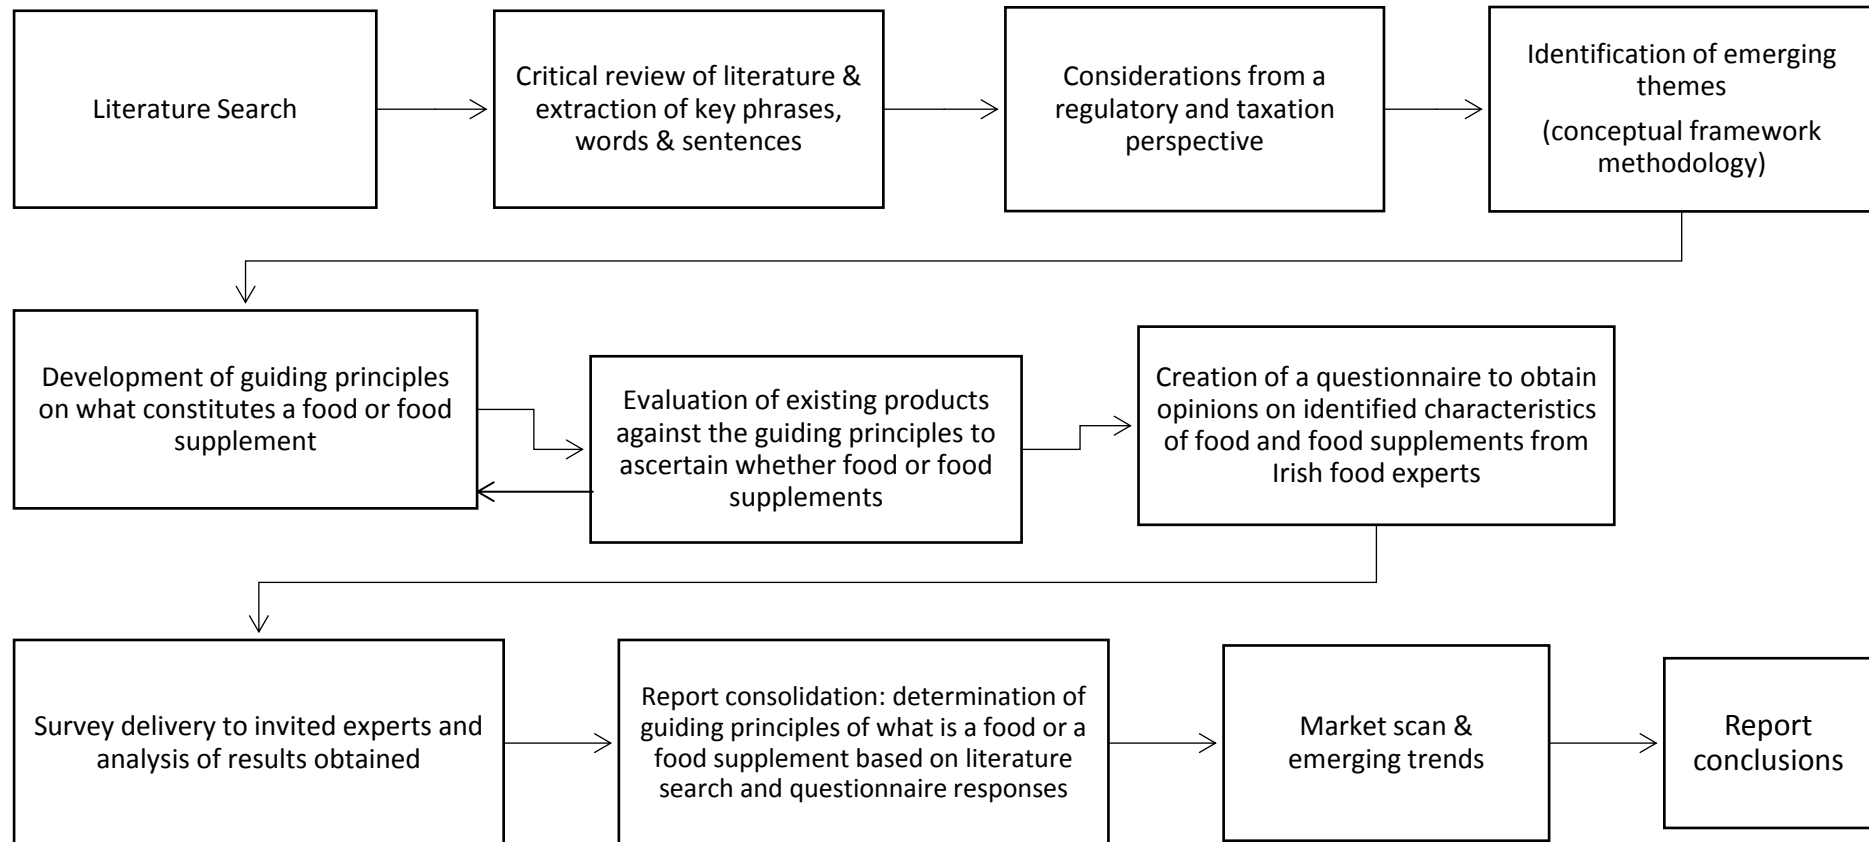 Literature Search
Critical review of literature &
extraction of key phrases,
words & sentences
Considerations from a
regulatory and taxation
perspective
Identification of emerging
themes
(conceptual framework
methodology)
Development of guiding principles
on what constitutes a food or food
supplement
Evaluation of existing products
against the guiding principles to
ascertain whether food or food
supplements
Creation of a questionnaire to obtain
opinions on identified characteristics
of food and food supplements from
Irish food experts
Survey delivery to invited experts and
analysis of results obtained
Report consolidation: determination of
guiding principles of what is a food or a
food supplement based on literature
search and questionnaire responses
Market scan &
emerging trends
Report
conclusions